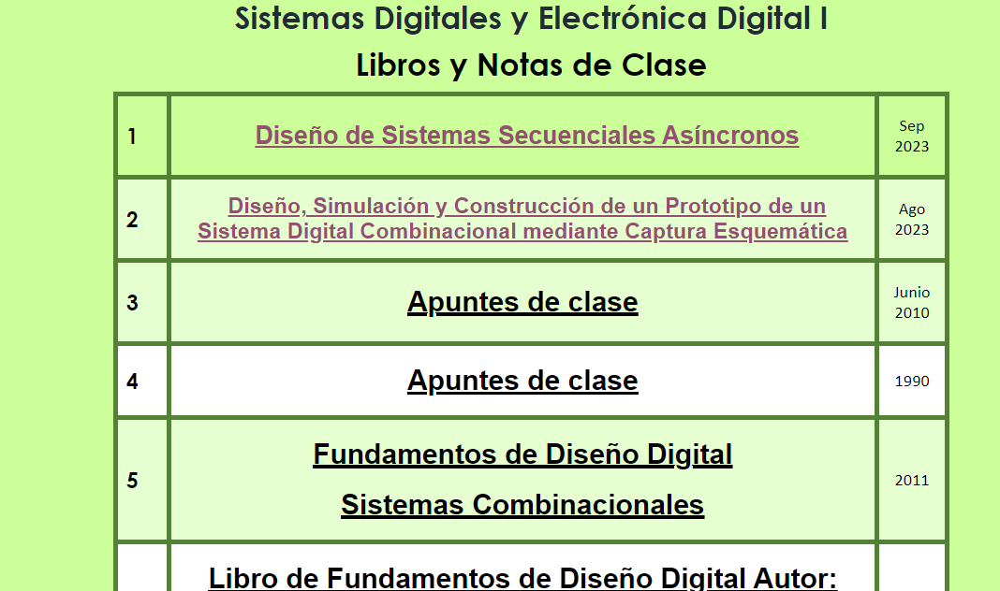 Sistemas Digitales y Electrónica Digital I
Libros y Notas de Clase
1
Diseño de Sistemas Secuenciales Asíncronos
Sep
2023
2
Diseño, Simulación y Construcción de un Prototipo de un
Sistema Digital Combinacional mediante Captura Esquemática
Ago
2023
3
Apuntes de clase
Junio
2010
4
Apuntes de clase
1990
5
Fundamentos de Diseño Digital
Sistemas Combinacionales
2011
Libro de Fundamentos de Diseño Digital Autor: